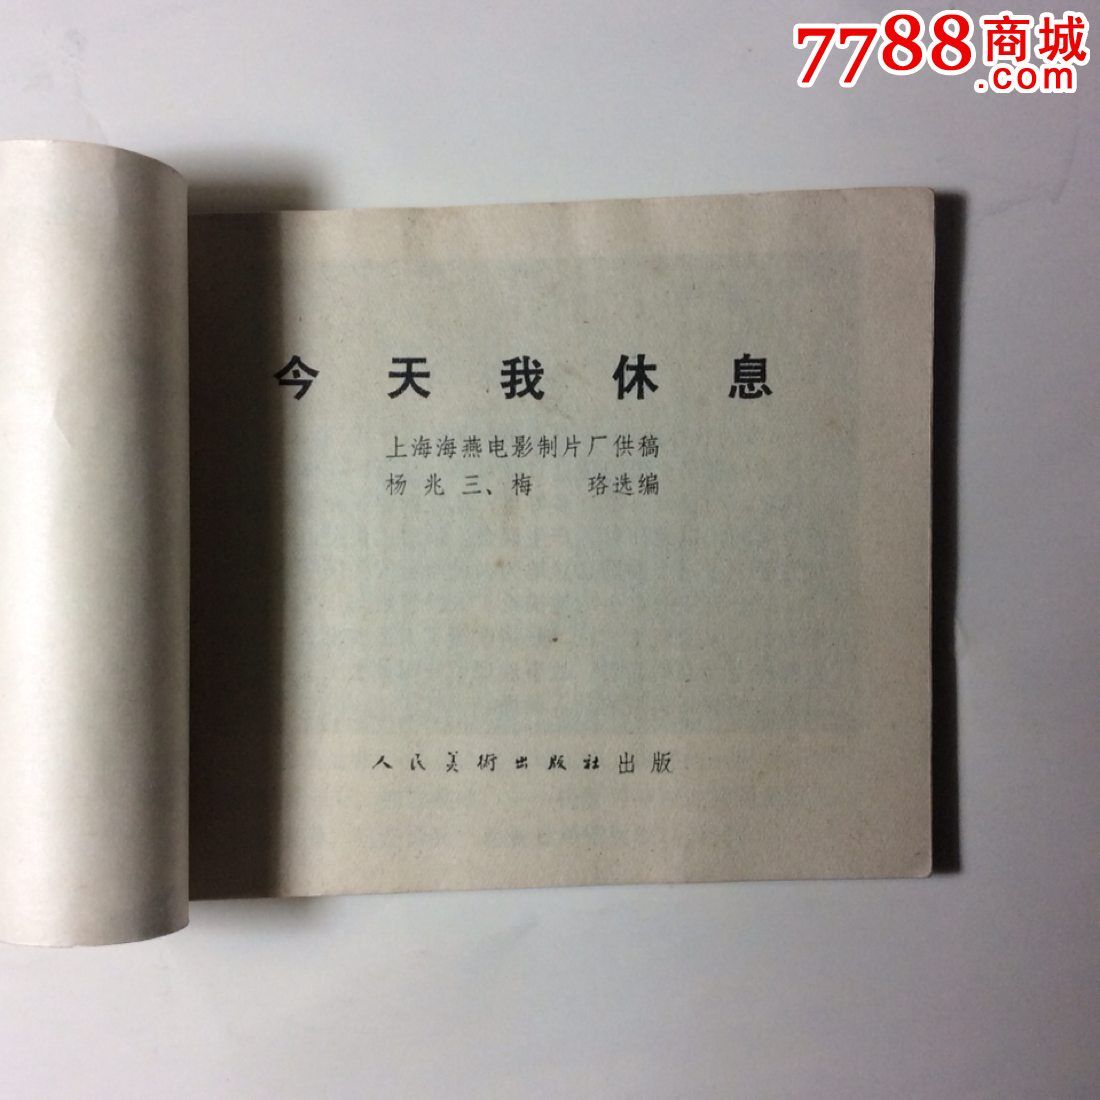 7788商城
.com
今天我休息
上海海燕电影制片厂供稿
杨兆三、梅 珞选编
人民美術出版社出版